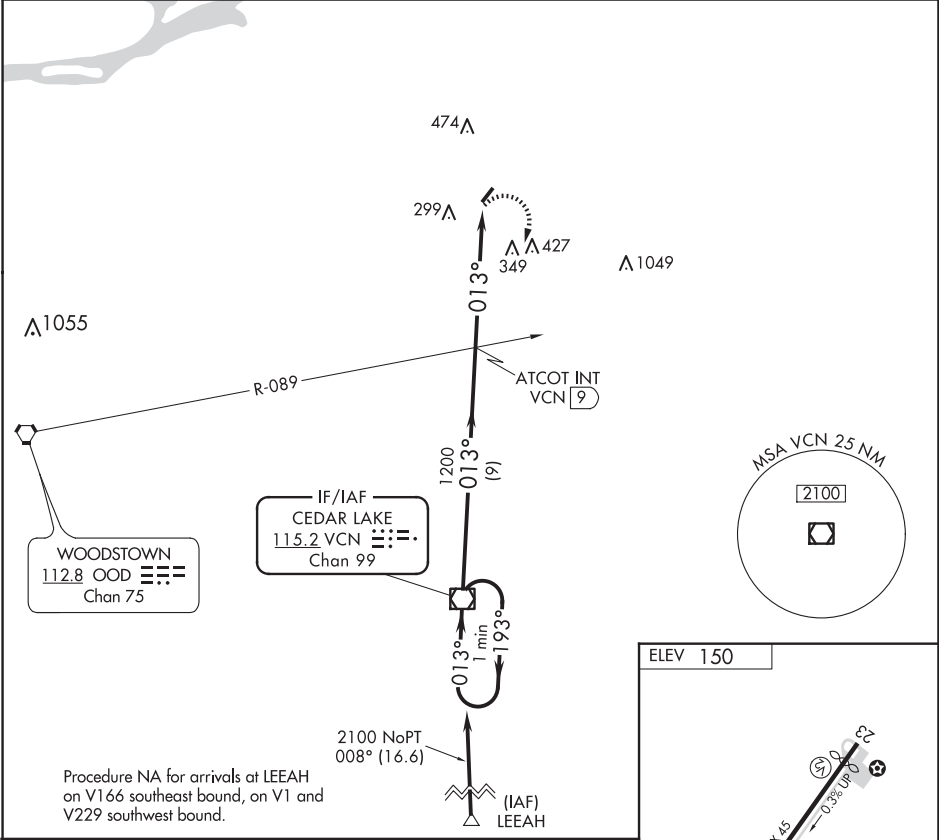 474
299
427
349
1049
013°
1055
R-089
ATCOT INT
VCN 9
1200
013°
(9)
MSA VCN 25 NM
2100
IF/IAF
CEDAR LAKE
115.2 VCN
Chan 99
WOODSTOWN
112.8 OOD
Chan 75
013°
1 min
193°
2100 NoPT
008° (16.6)
(IAF)
LEEAH
Procedure NA for arrivals at LEEAH
on V166 southeast bound, on V1 and
V229 southwest bound.
ELEV 150
23
0.3% UP
X 45